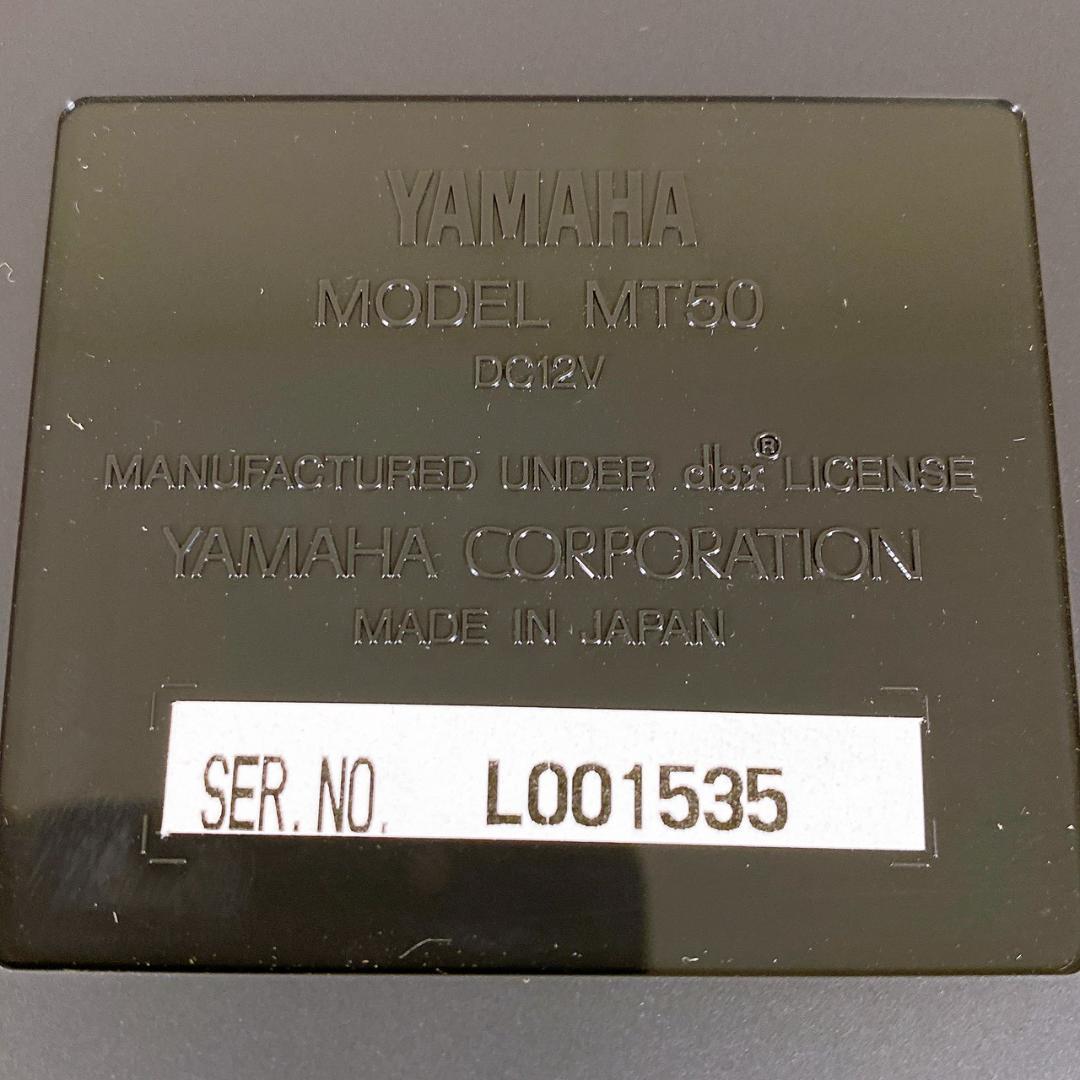 YAMAHA
MODEL MT50
DC12V
MANUFACTURED UNDER dbx® LICENSE
YAMAHA CORPORATION
MADE IN JAPAN
SER.NO. L001535